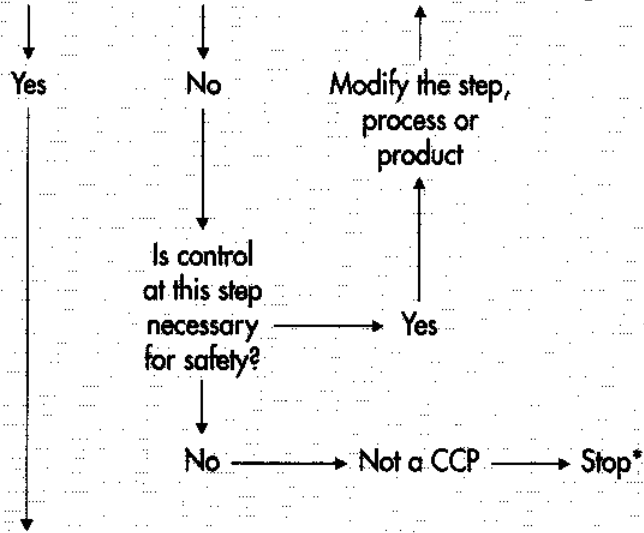 Yes
No
Modify the step,
process or
product
Is control
at this step
necessary
for safety?
Yes
No
Not a CCP
Stop*